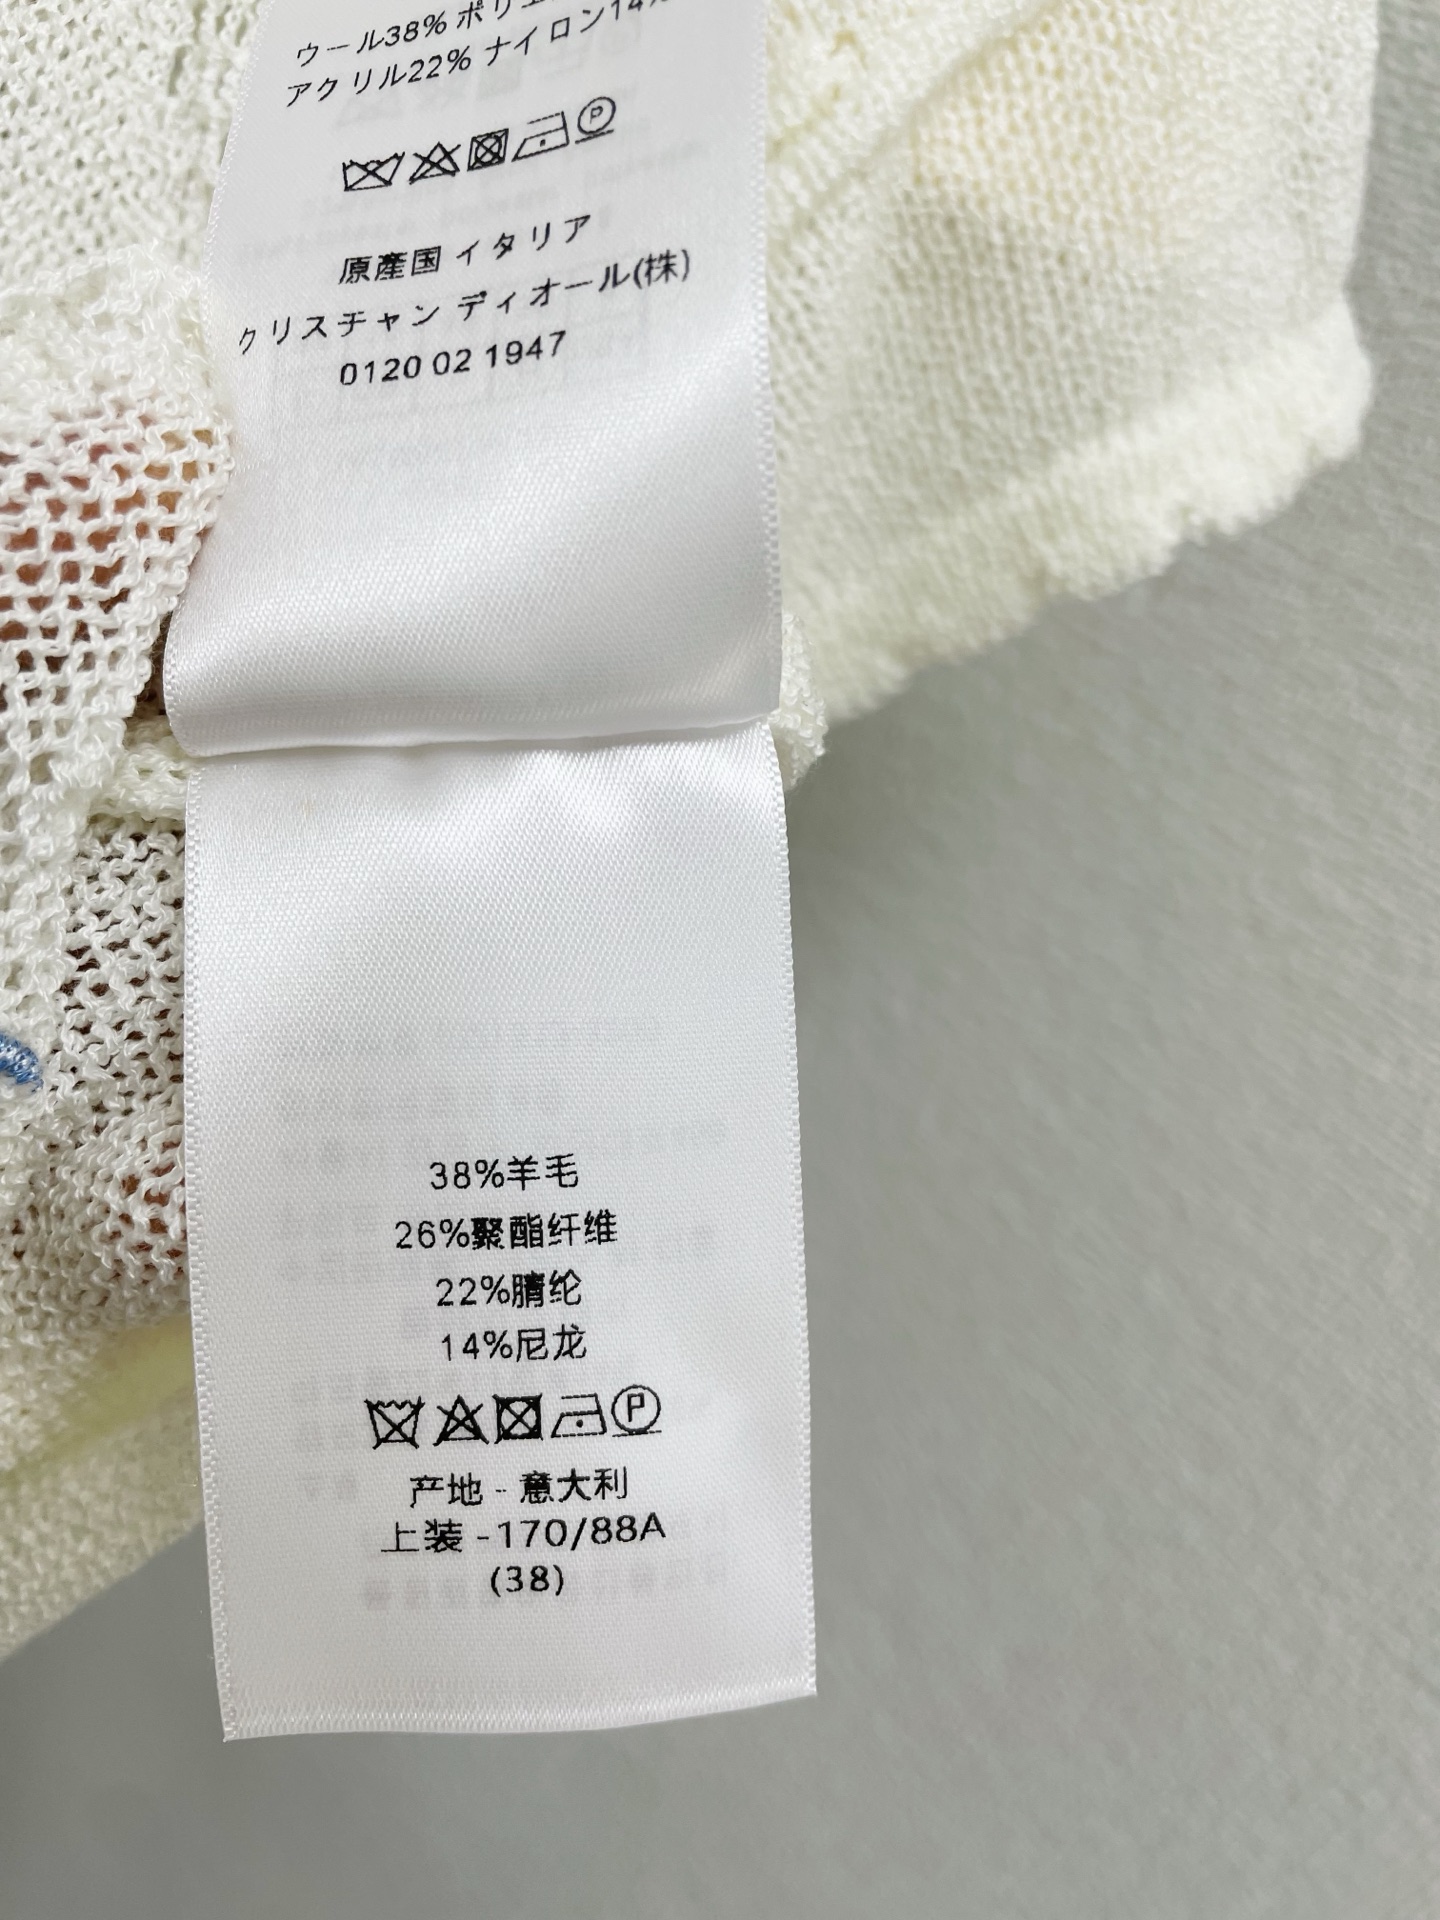 ウール38% ポリエ
アクリル22% ナイロン14%
原產国 イタリア
クリスチャン ディオール(株)
0120 02 1947
38%羊毛
26%聚酯纤维
22%腈纶
14%尼龙
P
产地 - 意大利
上装 -170/88A
(38)